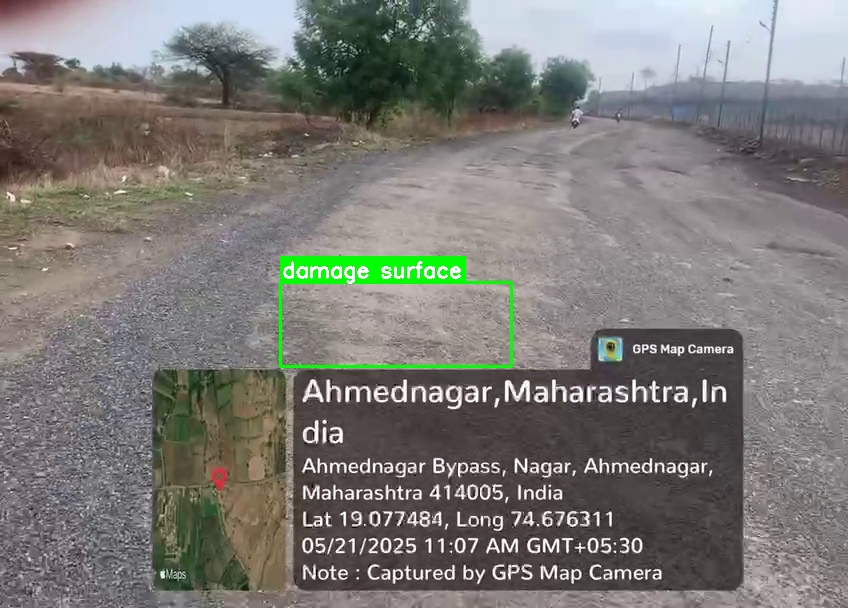 damage surface
GPS Map Camera
Ahmednagar,Maharashtra,In
dia
Ahmednagar Bypass, Nagar, Ahmednagar,
Maharashtra 414005, India
Lat 19.077484, Long 74.676311
05/21/2025 11:07 AM GMT+05:30
Note : Captured by GPS Map Camera
Maps